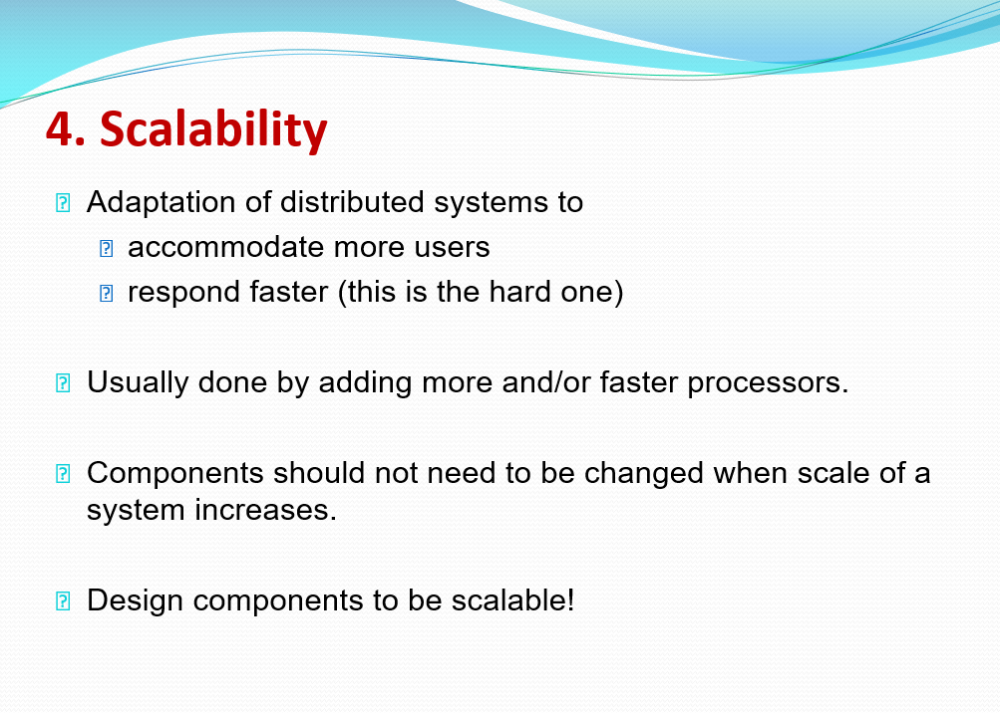 4. Scalability
Adaptation of distributed systems to
accommodate more users
respond faster (this is the hard one)
Usually done by adding more and/or faster processors.
Components should not need to be changed when scale of a
system increases.
Design components to be scalable!